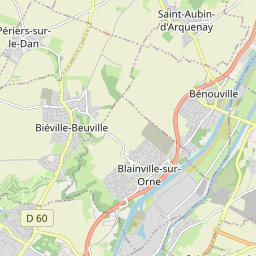 Saint-Aubin-
d'Arquenay
Périers-sur-
le-Dan
Bénouville
Biéville-Beuville
Blainville-sur-
Orne
D 60